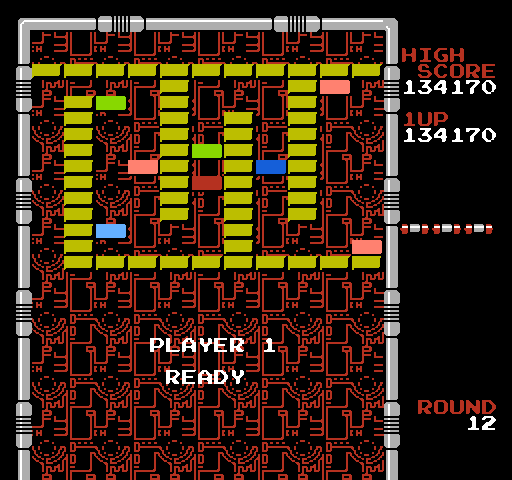 HIGH
SCORE
134170
1UP
134170
PLAYER 1
READY
ROUND
12